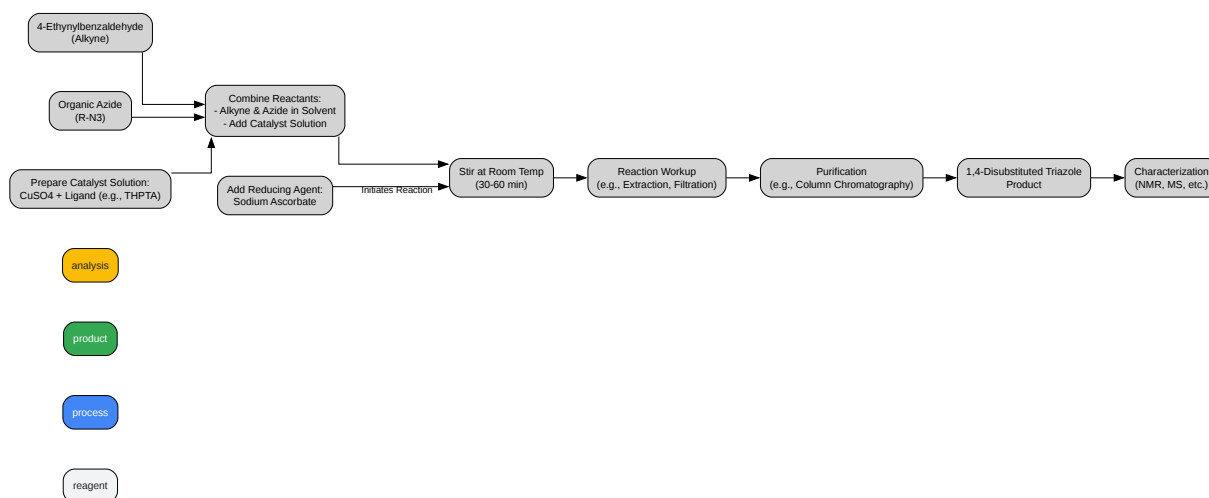 4-Ethynylbenzaldehyde
(Alkyne)
Organic Azide
(R-N3)
Combine Reactants:
- Alkyne & Azide in Solvent
- Add Catalyst Solution
Prepare Catalyst Solution:
CuSO4 + Ligand (e.g., THPTA)
Add Reducing Agent:
Sodium Ascorbate
Initiates Reaction
Stir at Room Temp
(30-60 min)
Reaction Workup
(e.g., Extraction, Filtration)
Purification
(e.g., Column Chromatography)
1,4-Disubstituted Triazole
Product
Characterization
(NMR, MS, etc.)
analysis
product
process
reagent